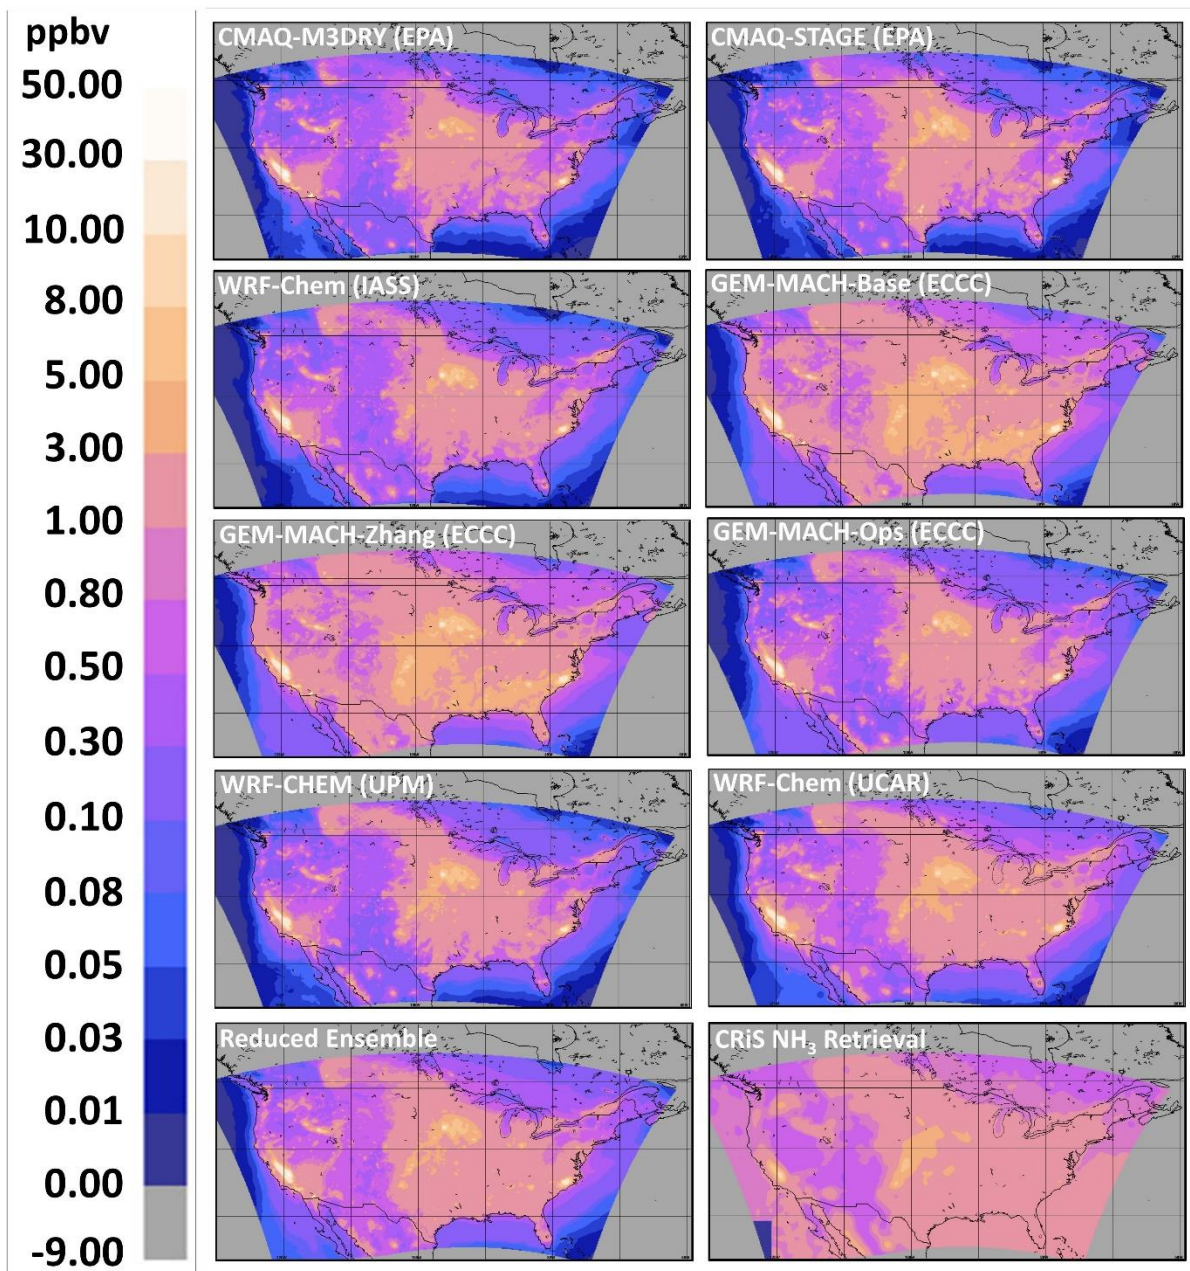 ppbv
50.00
30.00
10.00
8.00
5.00
3.00
1.00
0.80
0.50
0.30
0.10
0.08
0.05
0.03
0.01
0.00
-9.00
CMAQ-M3DRY (EPA)
CMAQ-STAGE (EPA)
WRF-Chem (IASS)
GEM-MACH-Base (ECCC)
GEM-MACH-Zhang (ECCC)
GEM-MACH-Ops (ECCC)
WRF-CHEM (UPM)
WRF-Chem (UCAR)
Reduced Ensemble
CRiS NH₃ Retrieval